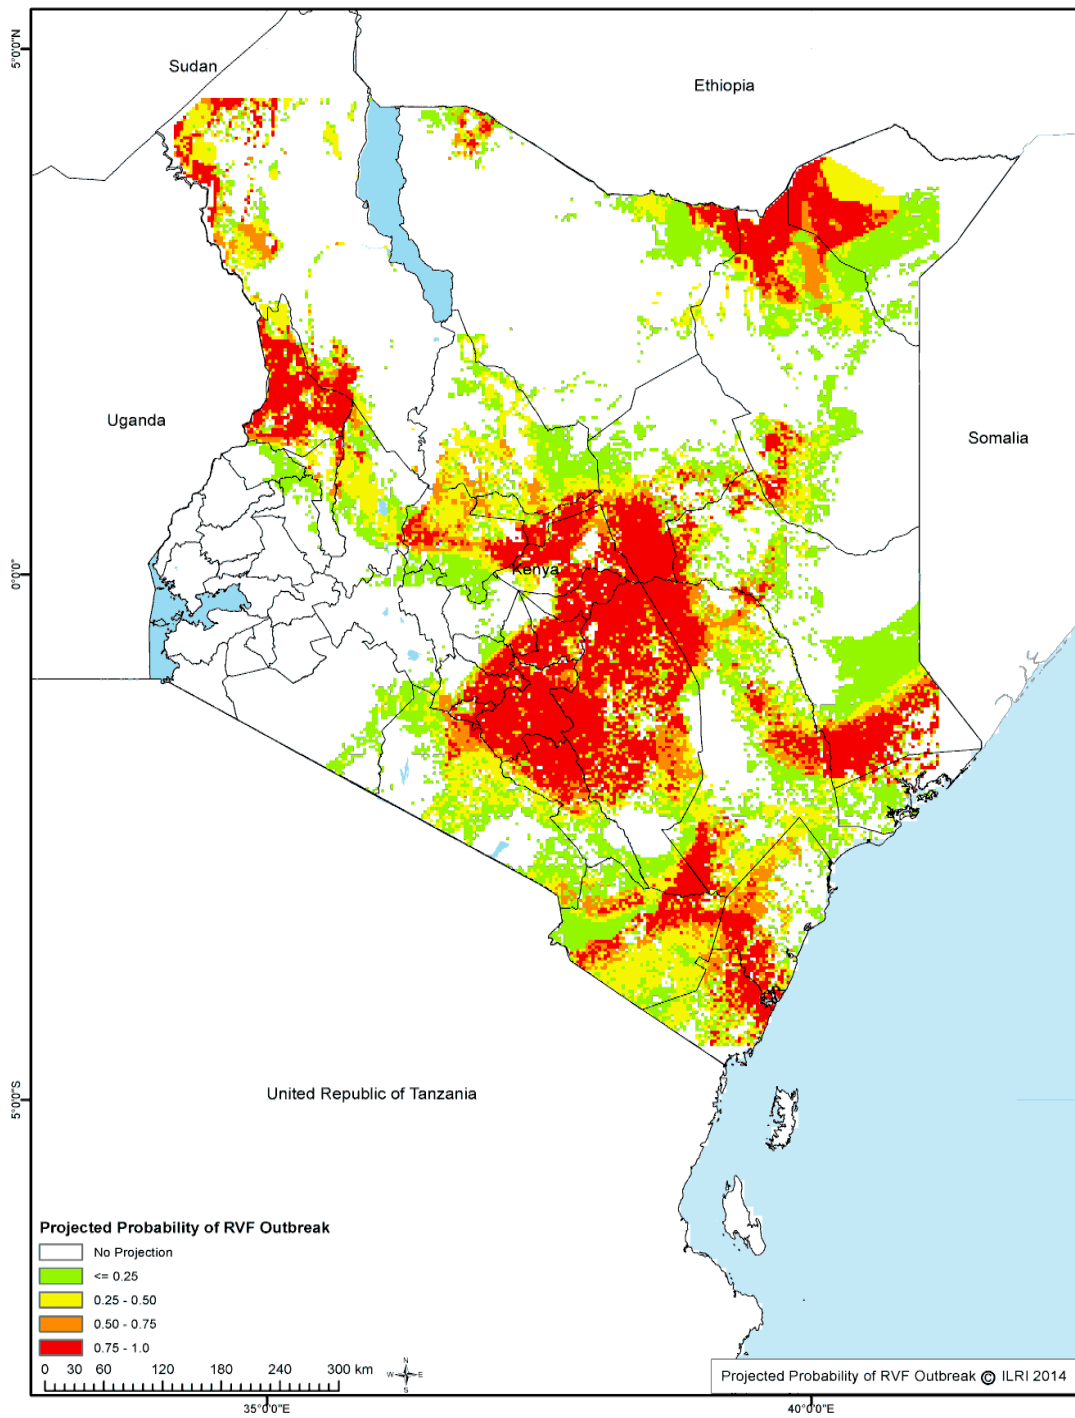 5°0'0"N
Sudan
Ethiopia
Uganda
Somalia
0°0'0"
Kenya
United Republic of Tanzania
5°0'0"S
Projected Probability of RVF Outbreak
No Projection
<= 0.25
0.25 - 0.50
0.50 - 0.75
0.75 - 1.0
0 30 60 120 180 240 300 km
N
W E
S
Projected Probability of RVF Outbreak © ILRI 2014
35°0'0"E
40°0'0"E